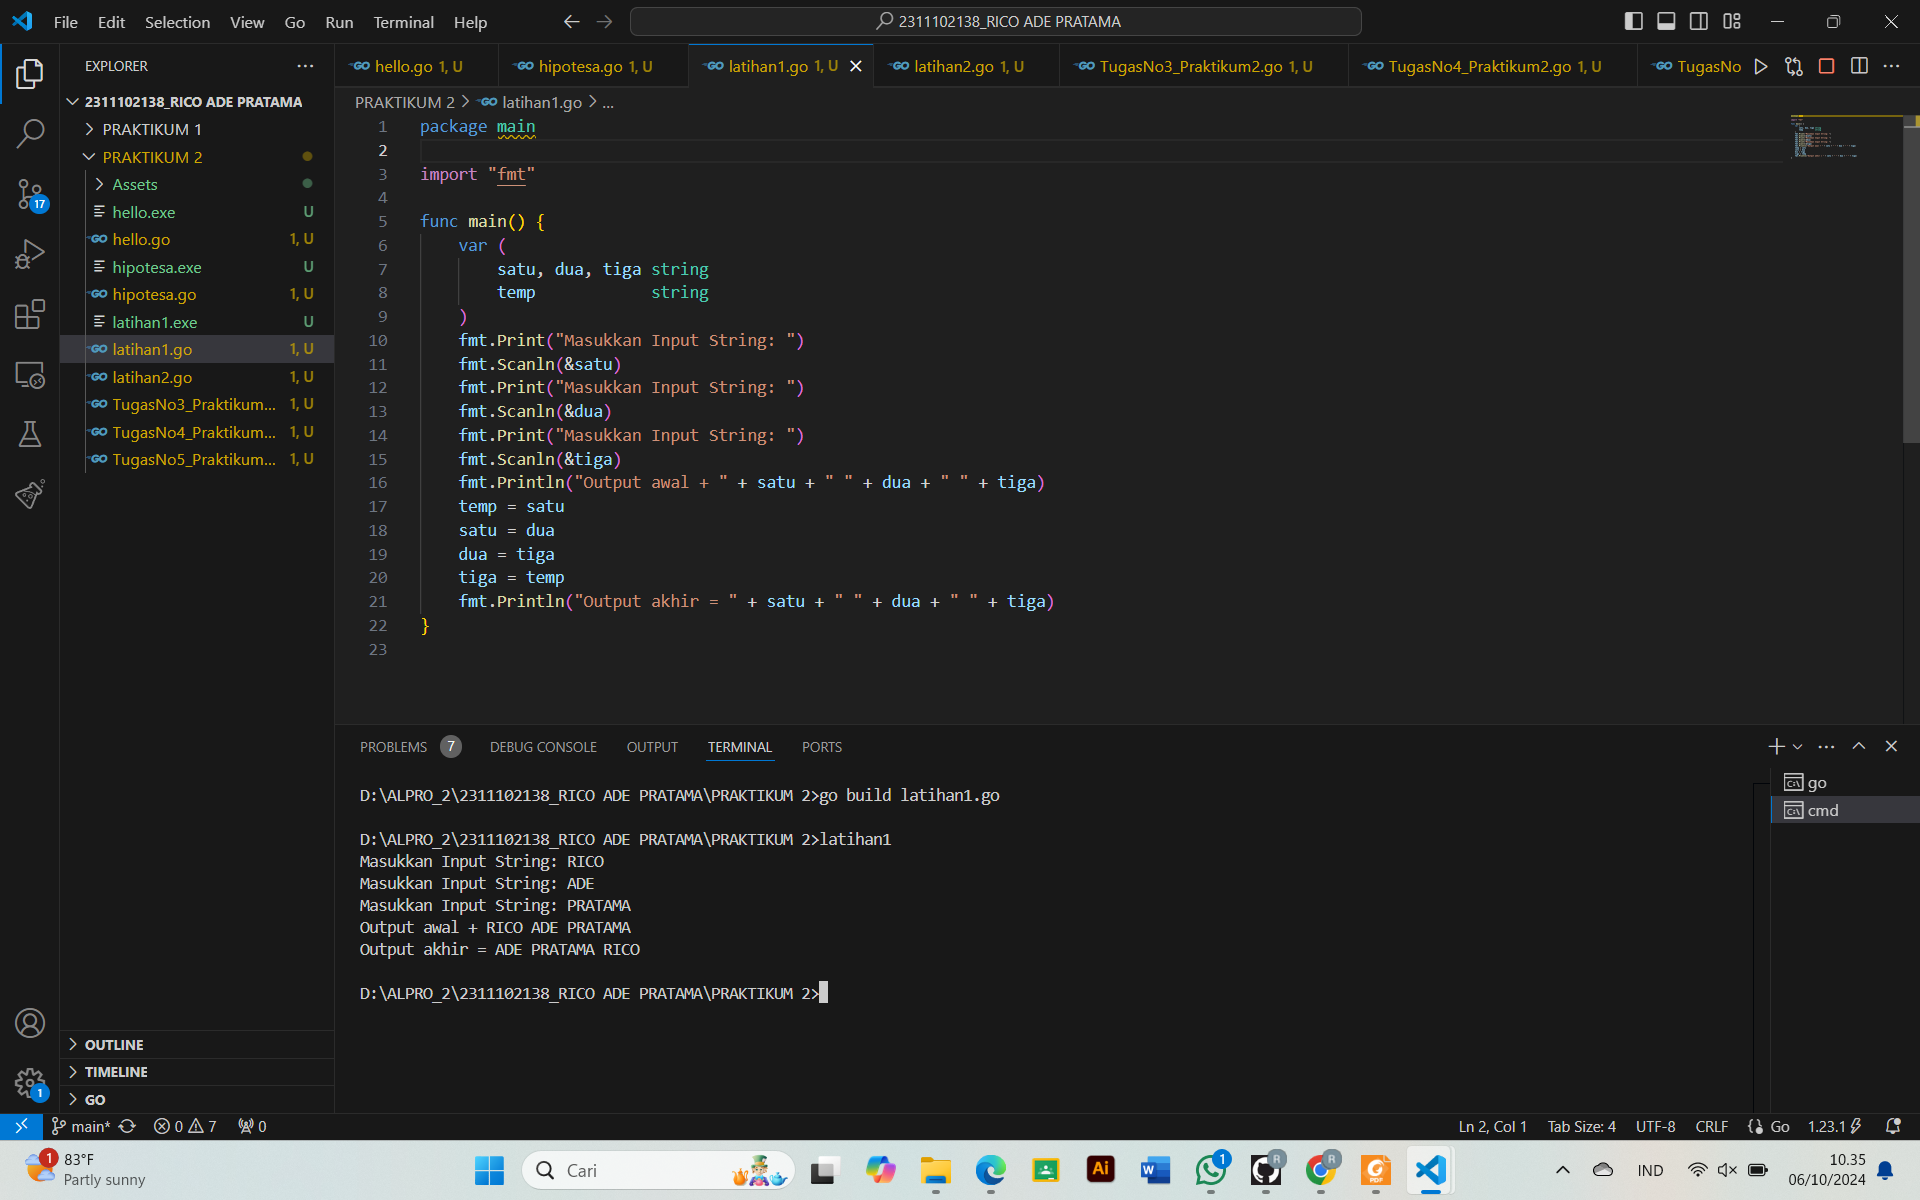 File Edit Selection View Go Run Terminal Help
2311102138_RICO ADE PRATAMA
EXPLORER
2311102138_RICO ADE PRATAMA
PRAKTIKUM 1
PRAKTIKUM 2
Assets
hello.exe U
hello.go 1, U
hipotesa.exe U
hipotesa.go 1, U
latihan1.exe U
latihan1.go 1, U
latihan2.go 1, U
TugasNo3_Praktikum... 1, U
TugasNo4_Praktikum... 1, U
TugasNo5_Praktikum... 1, U
17
1
OUTLINE
TIMELINE
GO
hello.go 1, U hipotesa.go 1, U latihan1.go 1, U latihan2.go 1, U TugasNo3_Praktikum2.go 1, U TugasNo4_Praktikum2.go 1, U TugasNo
PRAKTIKUM 2 > latihan1.go > ...
1 package main
2
3 import "fmt"
4
5 func main() {
6 var (
7 satu, dua, tiga string
8 temp string
9 )
10 fmt.Print("Masukkan Input String: ")
11 fmt.Scanln(&satu)
12 fmt.Print("Masukkan Input String: ")
13 fmt.Scanln(&dua)
14 fmt.Print("Masukkan Input String: ")
15 fmt.Scanln(&tiga)
16 fmt.Println("Output awal + " + satu + " " + dua + " " + tiga)
17 temp = satu
18 satu = dua
19 dua = tiga
20 tiga = temp
21 fmt.Println("Output akhir = " + satu + " " + dua + " " + tiga)
22 }
23
PROBLEMS 7 DEBUG CONSOLE OUTPUT TERMINAL PORTS
D:\ALPRO_2\2311102138_RICO ADE PRATAMA\PRAKTIKUM 2>go build latihan1.go
D:\ALPRO_2\2311102138_RICO ADE PRATAMA\PRAKTIKUM 2>latihan1
Masukkan Input String: RICO
Masukkan Input String: ADE
Masukkan Input String: PRATAMA
Output awal + RICO ADE PRATAMA
Output akhir = ADE PRATAMA RICO
D:\ALPRO_2\2311102138_RICO ADE PRATAMA\PRAKTIKUM 2>
go
cmd
main* 0 7 0 Ln 2, Col 1 Tab Size: 4 UTF-8 CRLF Go 1.23.1
1
83°F
Partly sunny
Cari
Ai
W
1
R
R
PDF
IND
10.35
06/10/2024